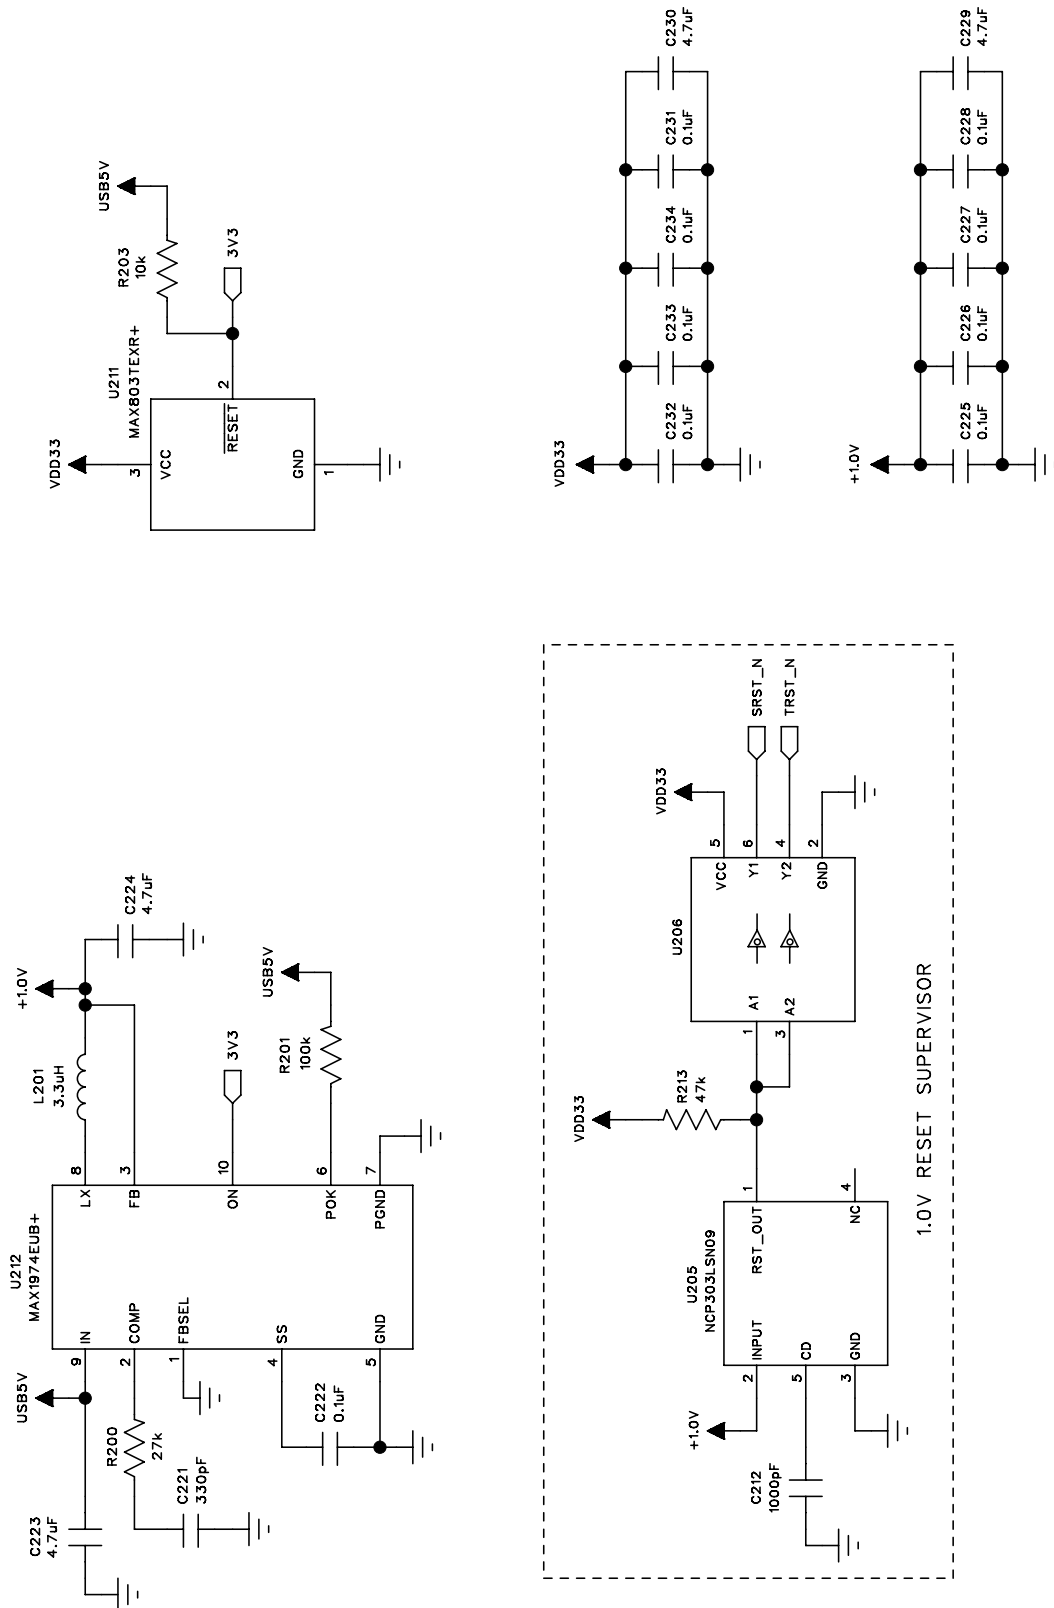 U212
MAX1974EUB+
USB5V
C223
4.7uF
9
IN
R200
27k
2
COMP
C221
330pF
1
FBSEL
4
SS
C222
0.1uF
5
GND
LX
8
L201
3.3uH
+1.0V
C224
4.7uF
FB
3
ON
10
3V3
POK
6
R201
100k
USB5V
PGND
7
U211
MAX803TEXR+
VDD33
3
VCC
RESET
2
R203
10k
USB5V
3V3
GND
1
+1.0V
2
INPUT
U205
NCP303LSN09
C212
1000pF
5
CD
3
GND
RST_OUT
1
NC
4
VDD33
R213
47k
1
A1
3
A2
U206
VCC
5
VDD33
Y1
6
SRST_N
Y2
4
TRST_N
GND
2
1.0V RESET SUPERVISOR
VDD33
C232
0.1uF
C233
0.1uF
C234
0.1uF
C231
0.1uF
C230
4.7uF
+1.0V
C225
0.1uF
C226
0.1uF
C227
0.1uF
C228
0.1uF
C229
4.7uF